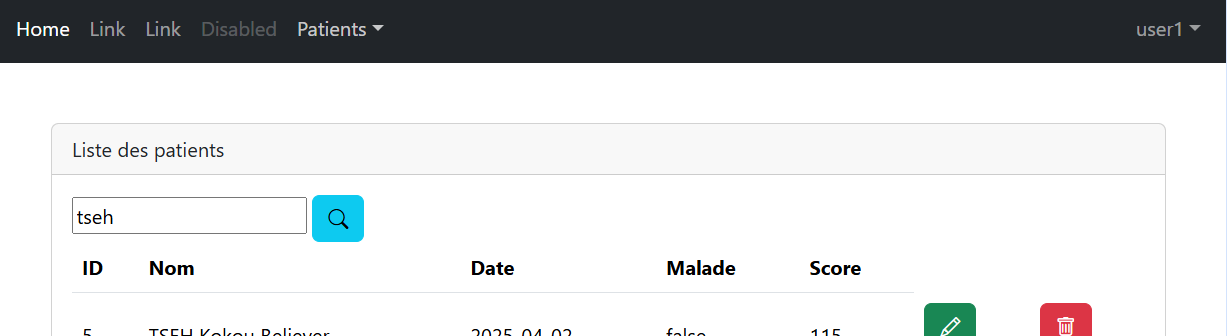 Home Link Link Disabled Patients user1
Liste des patients
tseh
ID Nom Date Malade Score
5 TSEH Kokou Believer 2025-04-02 false 115